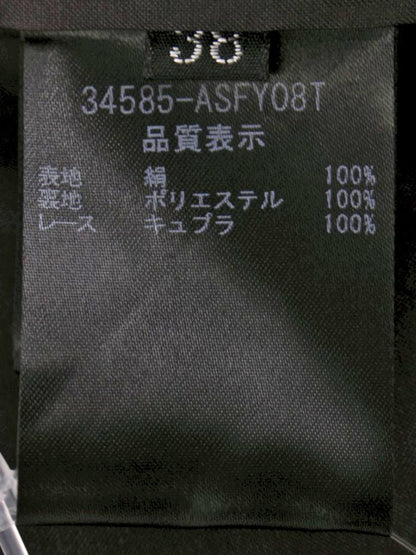 38
34585-ASFY08T
品質表示
表地 絹 100%
裏地 ポリエステル 100%
レース キュプラ 100%